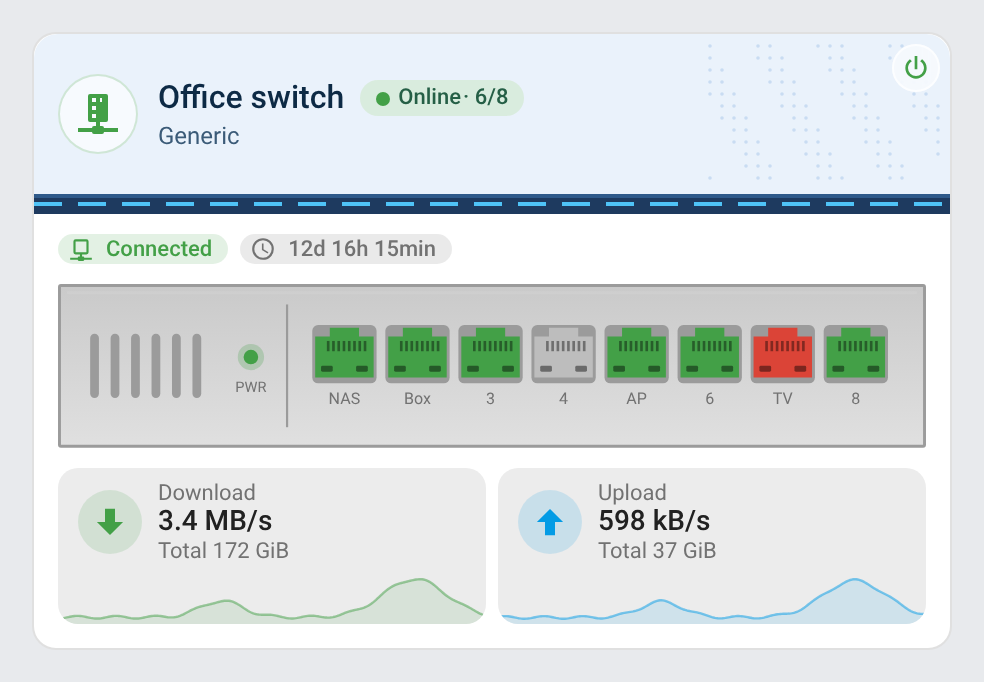 Office switch
Online· 6/8
Generic
Connected
12d 16h 15min
PWR
NAS
Box
3
4
AP
6
TV
8
Download
3.4 MB/s
Total 172 GiB
Upload
598 kB/s
Total 37 GiB